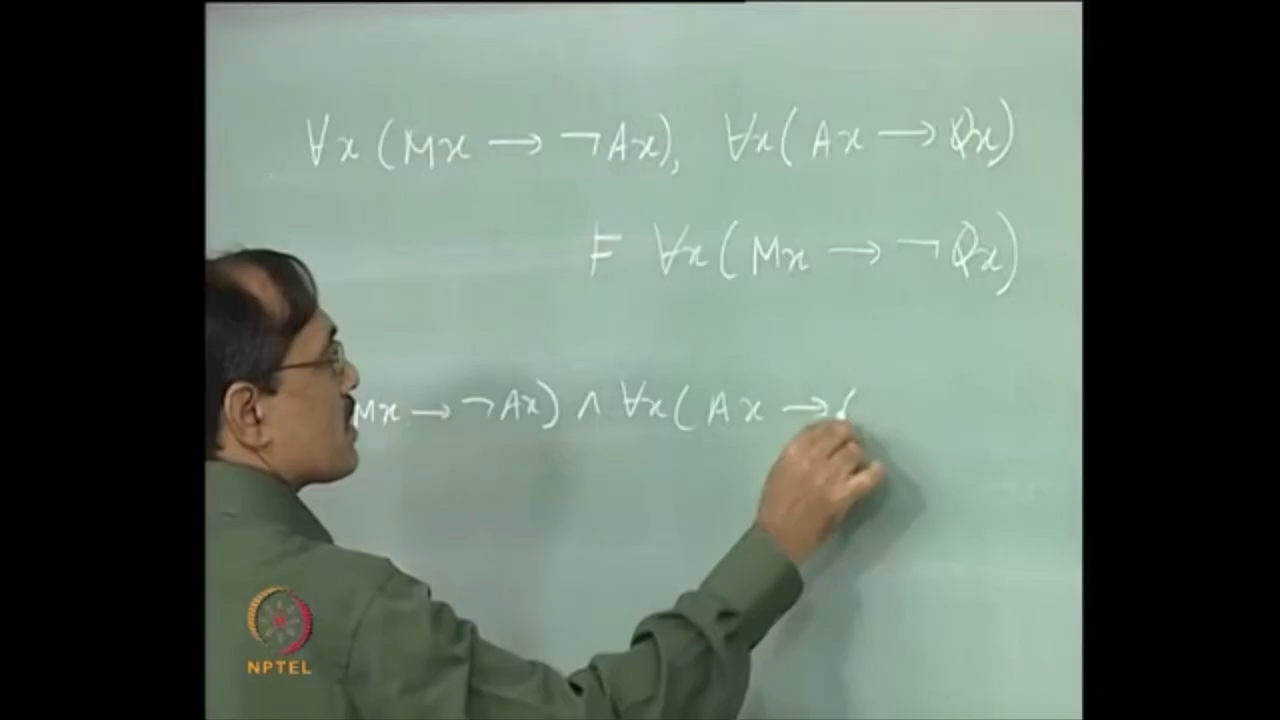 ∀x (Mx → ¬Ax), ∀x (Ax → Qx)
⊨ ∀x (Mx → ¬Qx)
Mx → ¬Ax) ∧ ∀x (Ax →
NPTEL